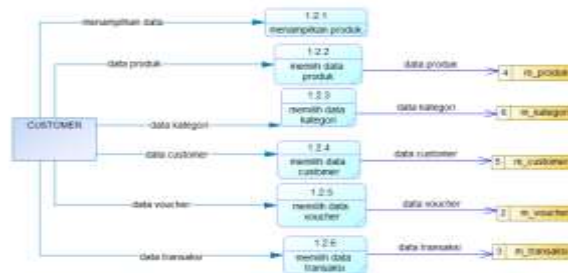 1.2.1
menampilkan data
menampilkan produk
1.2.2
data produk
memilih data
produk
data produk
4 m_produk
1.2.3
data kategori
memilih data
kategori
data kategori
6 m_kategori
CUSTOMER
1.2.4
data customer
memilih data
customer
data customer
5 m_customer
1.2.5
data voucher
memilih data
voucher
data voucher
2 m_voucher
1.2.6
data transaksi
memilih data
transaksi
data transaksi
3 m_transaksi